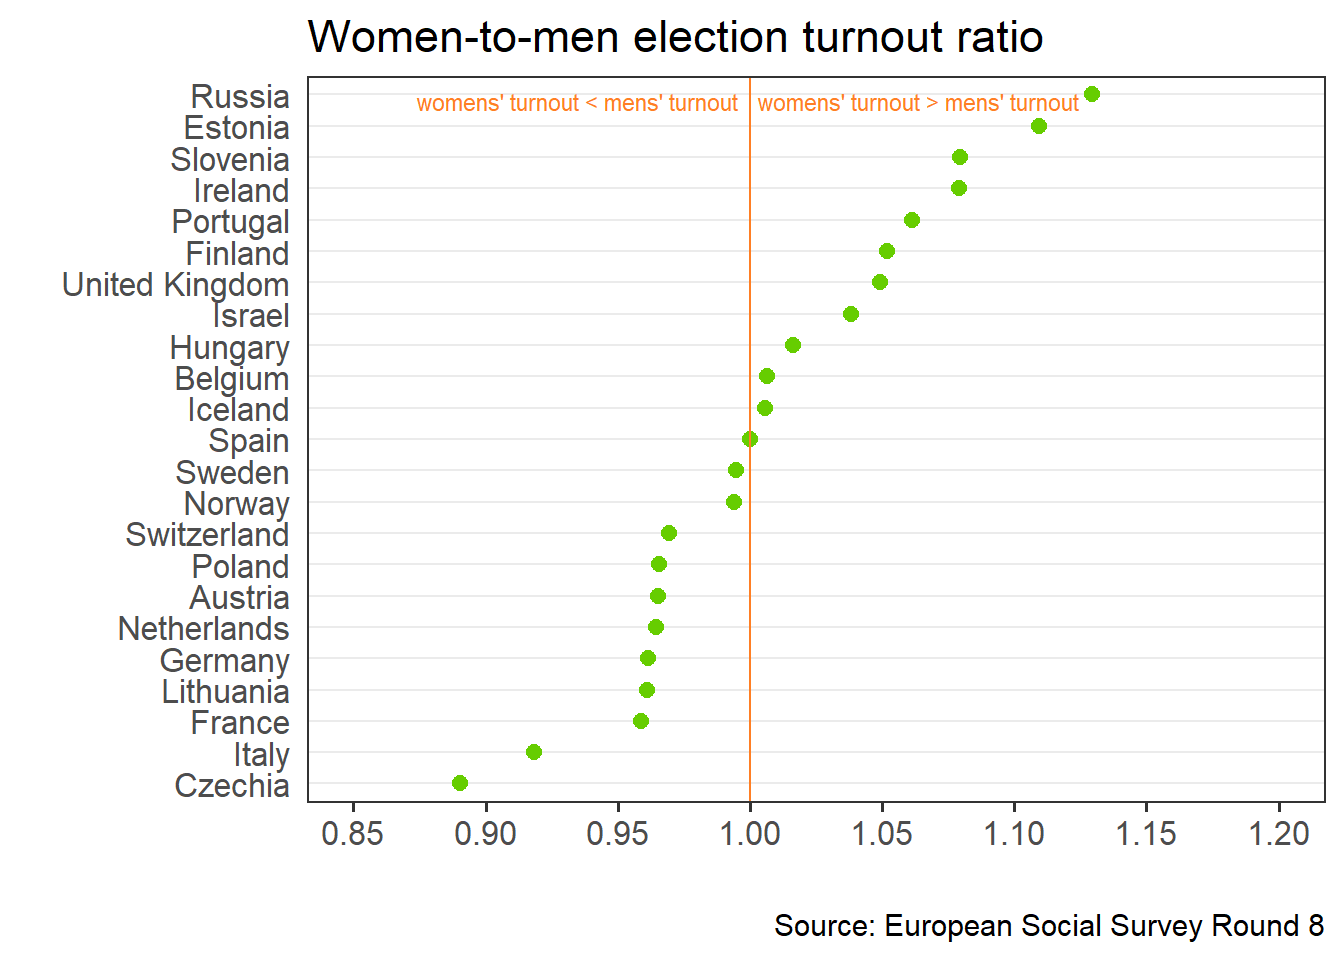 Women-to-men election turnout ratio
womens' turnout < mens' turnout
womens' turnout > mens' turnout
Russia
Estonia
Slovenia
Ireland
Portugal
Finland
United Kingdom
Israel
Hungary
Belgium
Iceland
Spain
Sweden
Norway
Switzerland
Poland
Austria
Netherlands
Germany
Lithuania
France
Italy
Czechia
0.85 0.90 0.95 1.00 1.05 1.10 1.15 1.20
Source: European Social Survey Round 8